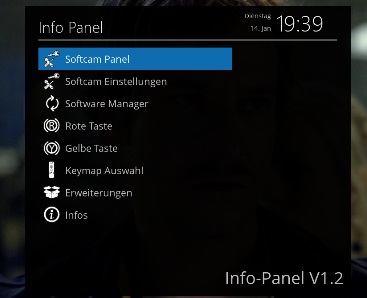 Info Panel
Dienstag
14. Jan
19:39
Softcam Panel
Softcam Einstellungen
Software Manager
R Rote Taste
Y Gelbe Taste
Keymap Auswahl
Erweiterungen
i Infos
Info-Panel V1.2